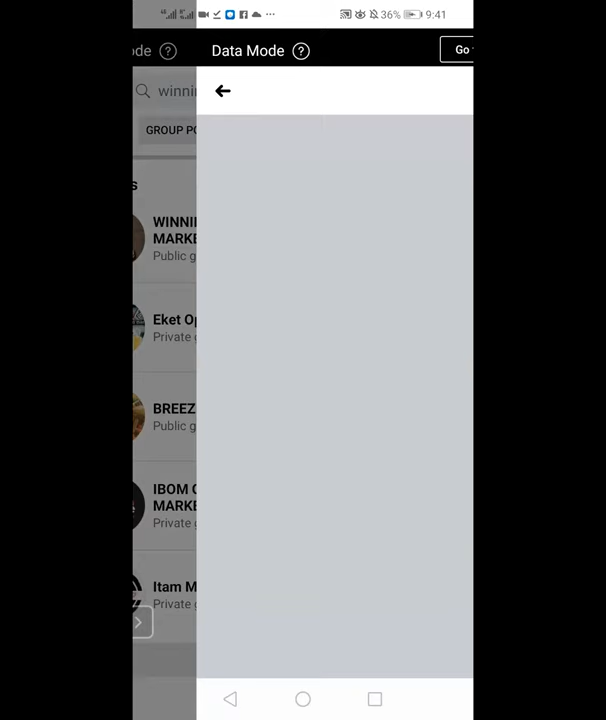 36% 9:41
ode ? Data Mode ? Go
winni
GROUP PO
s
WINNI
MARKE
Public g
Eket Op
Private g
BREEZ
Public g
IBOM C
MARKE
Private g
Itam M
Private g